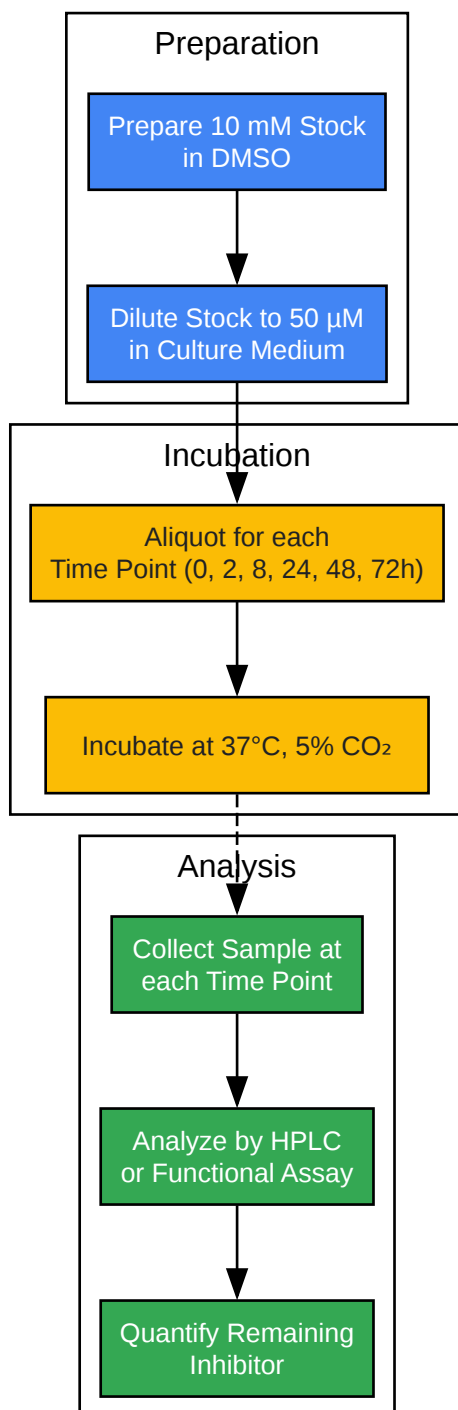 Preparation
Prepare 10 mM Stock
in DMSO
Dilute Stock to 50 µM
in Culture Medium
Incubation
Aliquot for each
Time Point (0, 2, 8, 24, 48, 72h)
Incubate at 37°C, 5% CO₂
Analysis
Collect Sample at
each Time Point
Analyze by HPLC
or Functional Assay
Quantify Remaining
Inhibitor